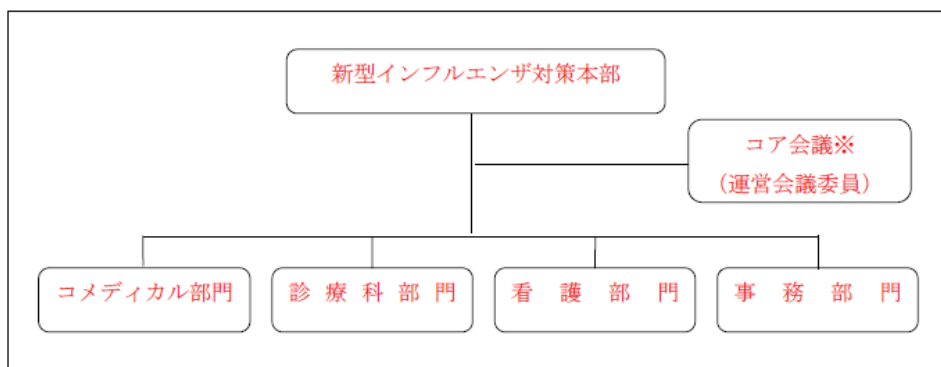 新型インフルエンザ対策本部
コア会議※
（運営会議委員）
コメディカル部門
診療科部門
看護部門
事務部門